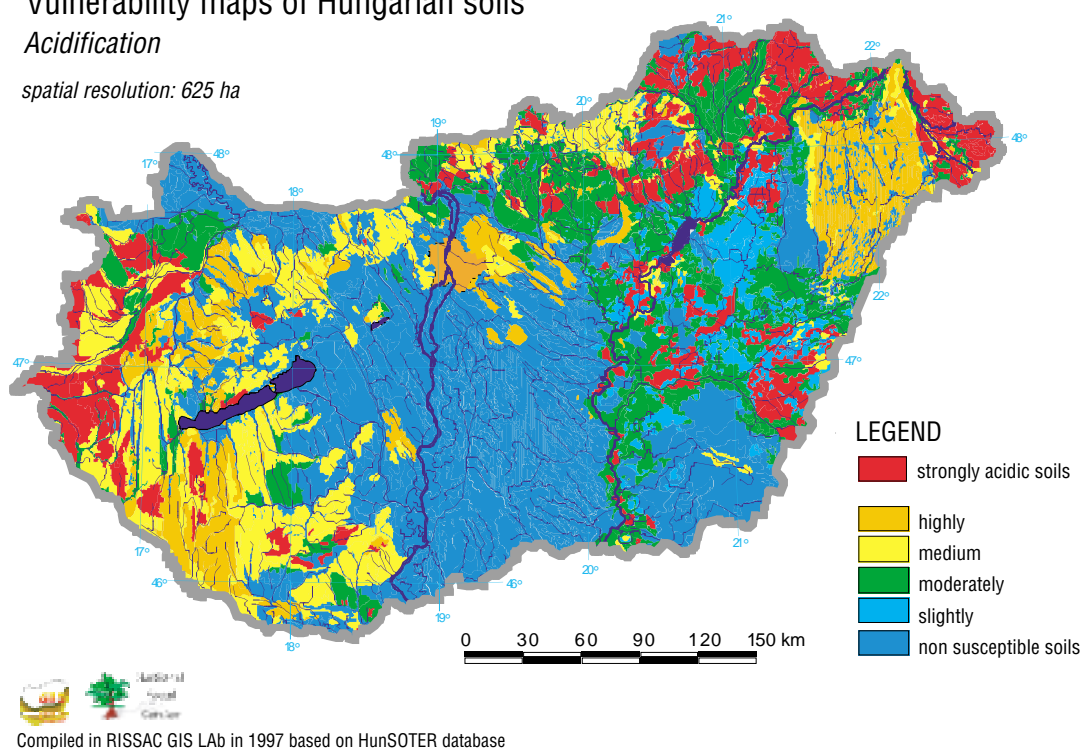 Vulnerability maps of Hungarian soils
Acidification
spatial resolution: 625 ha
21°
22°
20°
19°
48°
48°
17°
48°
18°
22°
47°
47°
17°
46°
18°
19°
46°
20°
21°
LEGEND
strongly acidic soils
highly
medium
moderately
slightly
non susceptible soils
0 30 60 90 120 150 km
Compiled in RISSAC GIS LAb in 1997 based on HunSOTER database